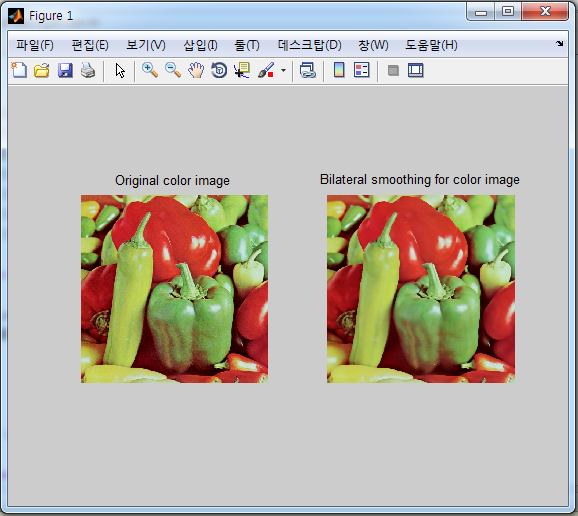 Figure 1
파일(F) 편집(E) 보기(V) 삽입(I) 툴(T) 데스크탑(D) 창(W) 도움말(H)
Original color image
Bilateral smoothing for color image